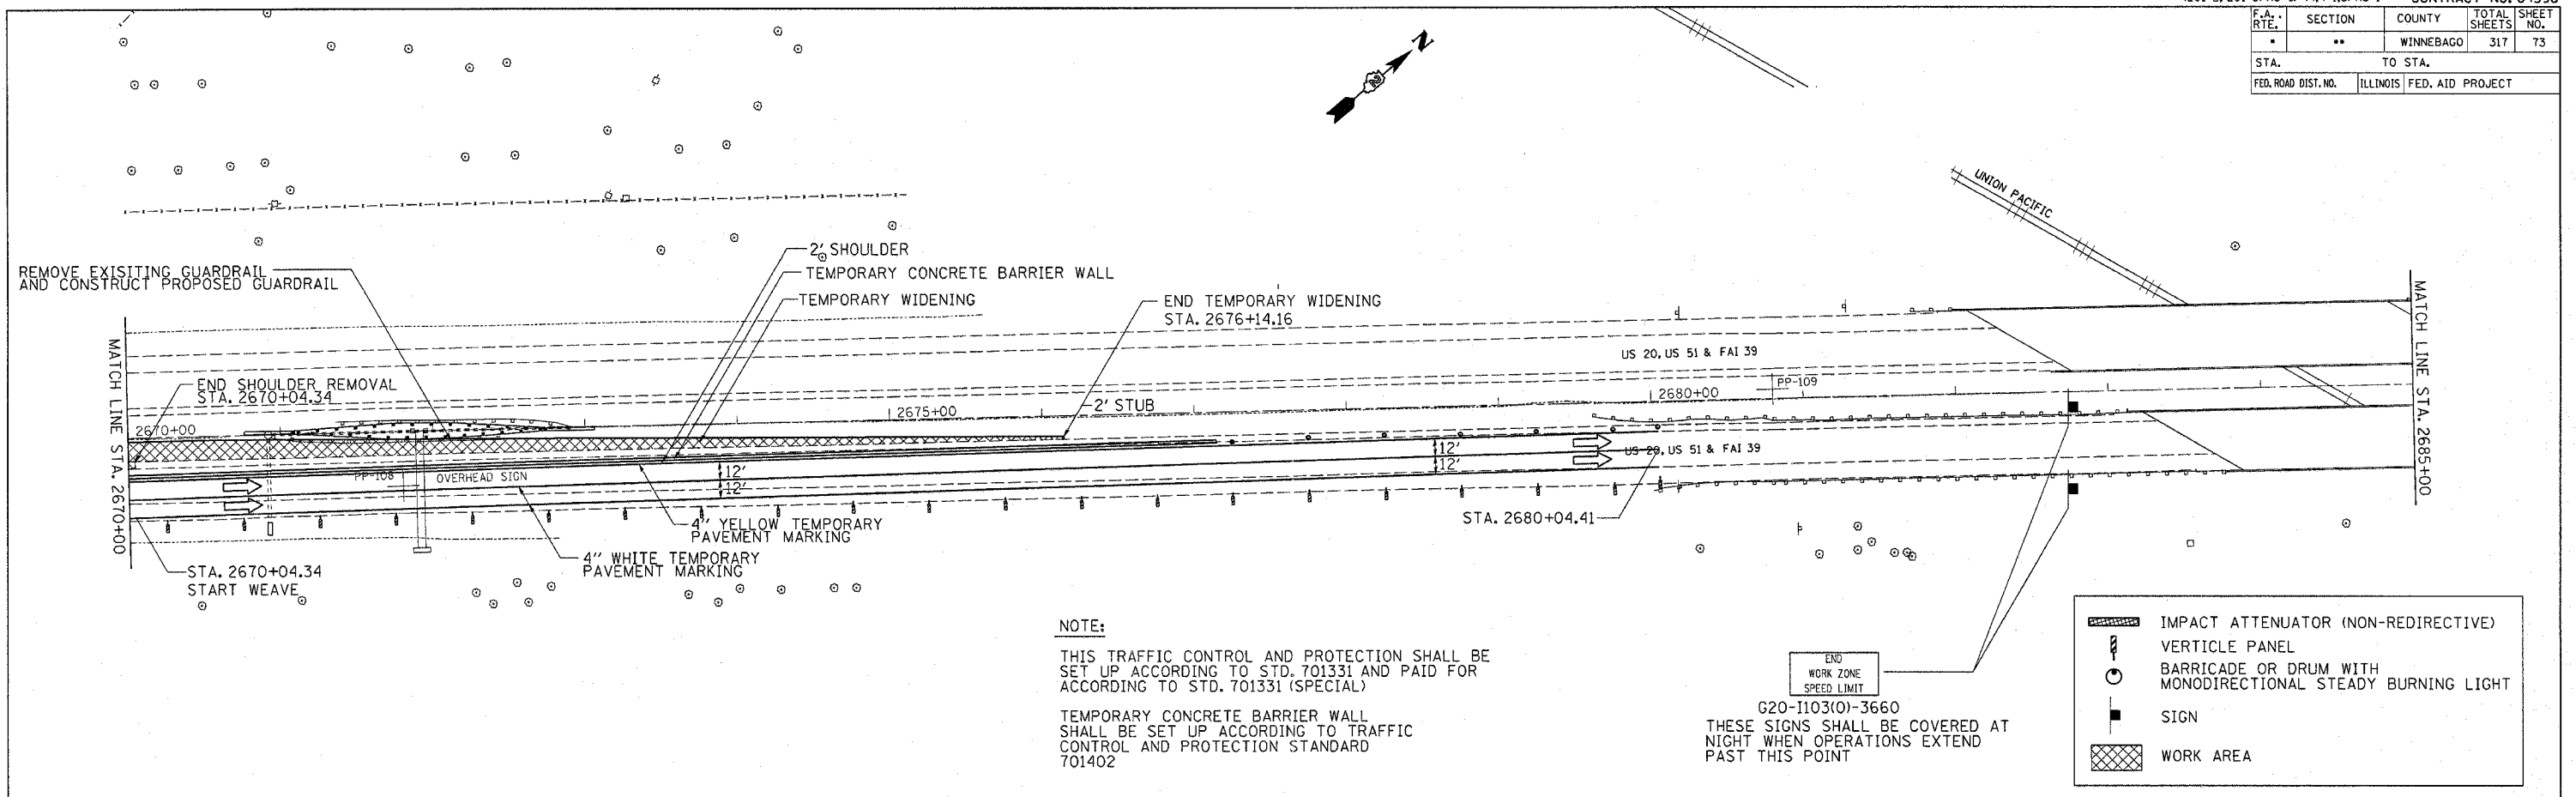 CONTRACT NO.
F.A. RTE.
SECTION
COUNTY
TOTAL SHEETS
SHEET NO.
*
**
WINNEBAGO
317
73
STA. TO STA.
FED. ROAD DIST. NO.
ILLINOIS
FED. AID PROJECT
N
UNION PACIFIC
2' SHOULDER
TEMPORARY CONCRETE BARRIER WALL
TEMPORARY WIDENING
REMOVE EXISITING GUARDRAIL
AND CONSTRUCT PROPOSED GUARDRAIL
END TEMPORARY WIDENING
STA. 2676+14.16
MATCH LINE STA. 2670+00
MATCH LINE STA. 2685+00
END SHOULDER REMOVAL
STA. 2670+04.34
US 20, US 51 & FAI 39
2670+00
2675+00
2' STUB
2680+00
PP-109
PP-108
OVERHEAD SIGN
12'
12'
12'
12'
US 20, US 51 & FAI 39
STA. 2680+04.41
4" YELLOW TEMPORARY
PAVEMENT MARKING
4" WHITE TEMPORARY
PAVEMENT MARKING
STA. 2670+04.34
START WEAVE
NOTE:
THIS TRAFFIC CONTROL AND PROTECTION SHALL BE
SET UP ACCORDING TO STD. 701331 AND PAID FOR
ACCORDING TO STD. 701331 (SPECIAL)
TEMPORARY CONCRETE BARRIER WALL
SHALL BE SET UP ACCORDING TO TRAFFIC
CONTROL AND PROTECTION STANDARD
701402
END
WORK ZONE
SPEED LIMIT
G20-I103(0)-3660
THESE SIGNS SHALL BE COVERED AT
NIGHT WHEN OPERATIONS EXTEND
PAST THIS POINT
IMPACT ATTENUATOR (NON-REDIRECTIVE)
VERTICLE PANEL
BARRICADE OR DRUM WITH
MONODIRECTIONAL STEADY BURNING LIGHT
SIGN
WORK AREA